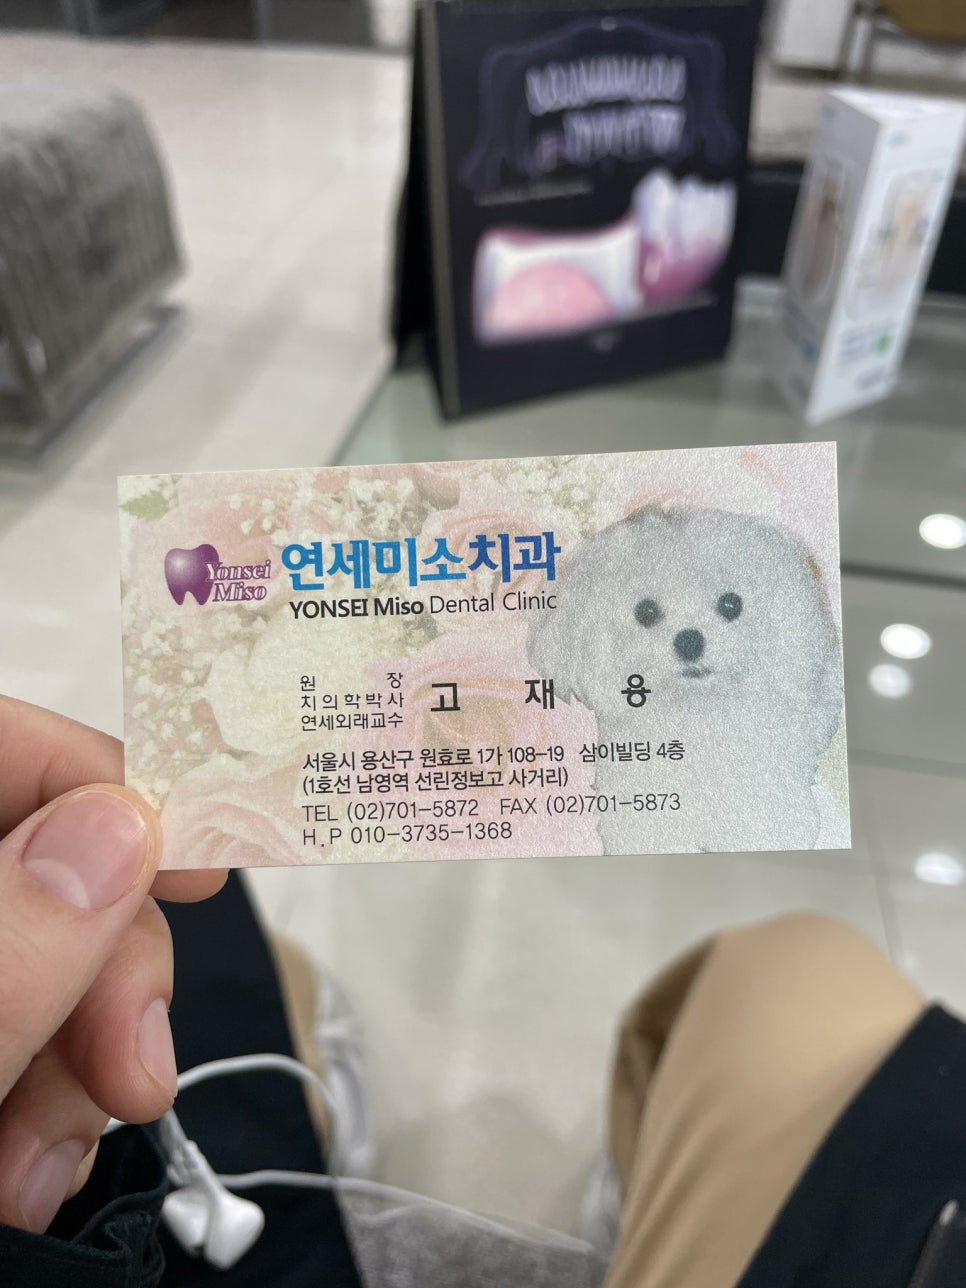 Yonsei
Miso
연세미소치과
YONSEI Miso Dental Clinic
원 장
치의학박사
연세외래교수
고 재 용
서울시 용산구 원효로 1가 108-19 삼이빌딩 4층
(1호선 남영역 선린정보고 사거리)
TEL (02)701-5872 FAX (02)701-5873
H.P 010-3735-1368